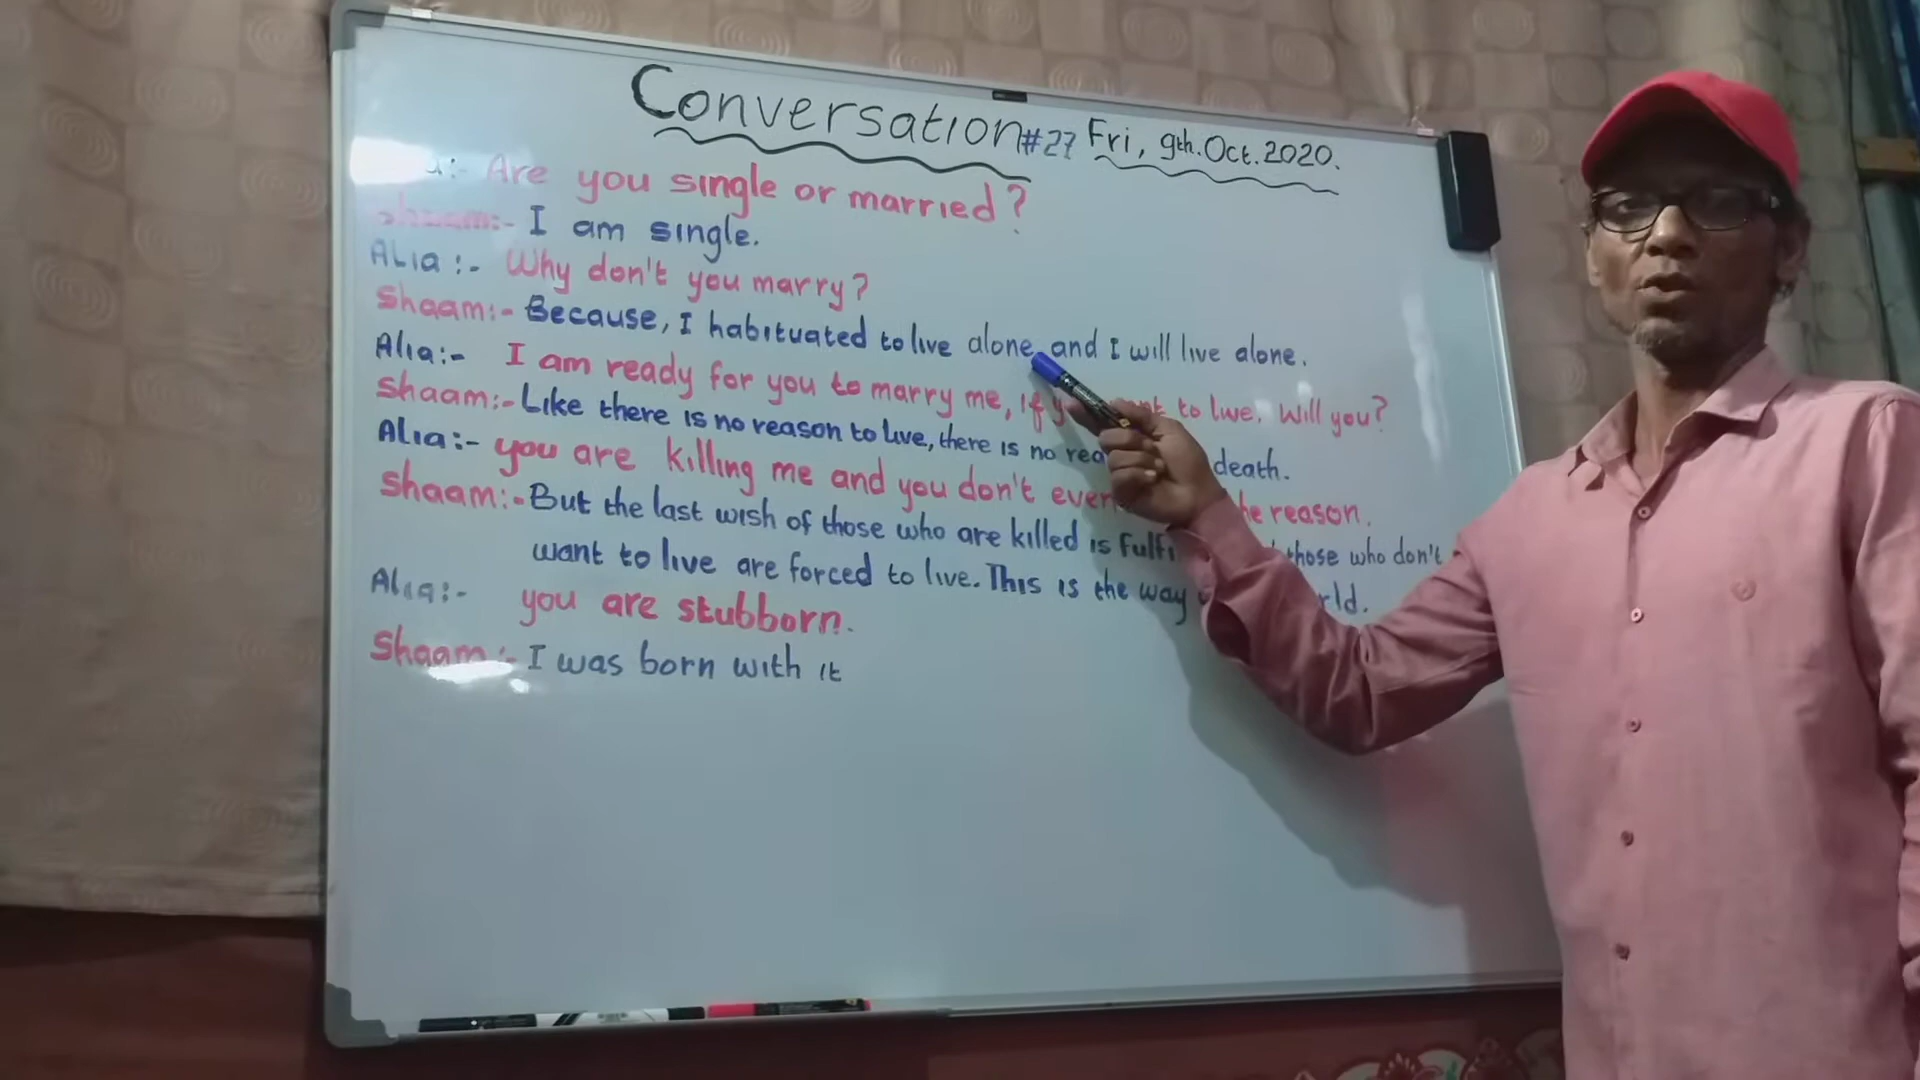 Conversation #27 Fri, 9th. Oct. 2020.
a:- Are you single or married?
Shaam:- I am single.
Alia:- Why don't you marry?
Shaam:- Because, I habituated to live alone and I will live alone.
Alia:- I am ready for you to marry me, if to live. Will you?
Shaam:- Like there is no reason to live, there is no death.
Alia:- you are killing me and you don't even reason.
Shaam:- But the last wish of those who are killed is those who don't
want to live are forced to live. This is the way
Alia:- you are stubborn.
Shaam:- I was born with it